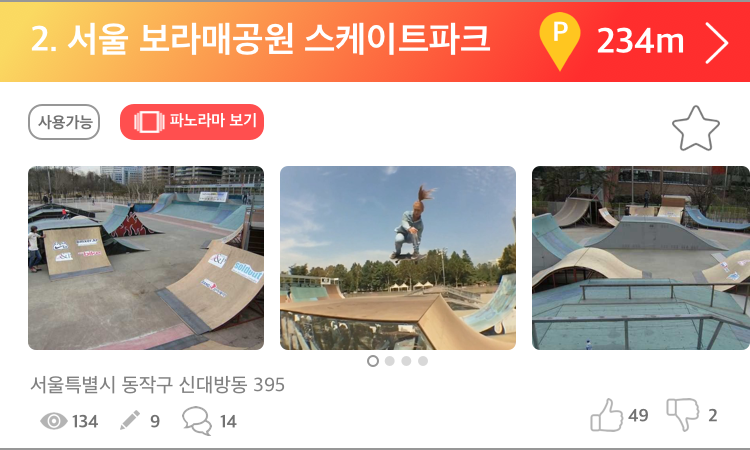 2. 서울 보라매공원 스케이트파크
P 234m
사용가능
파노라마 보기
서울특별시 동작구 신대방동 395
134 9 14 49 2